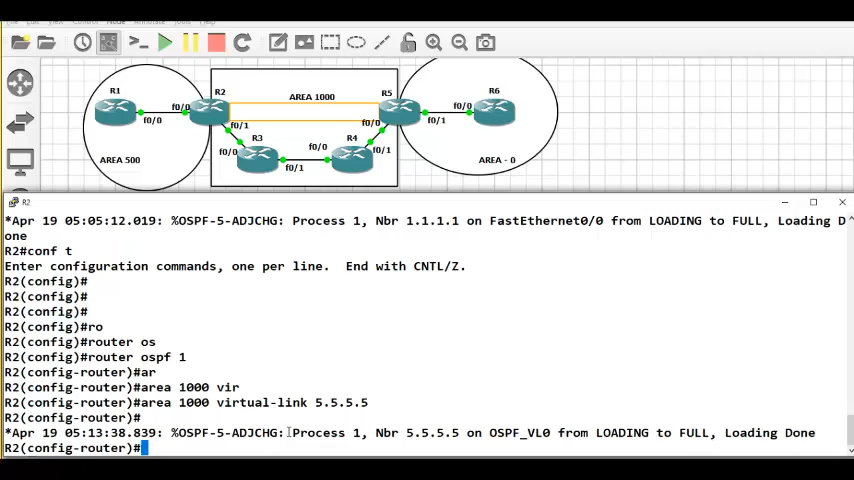 R1
R2
AREA 1000
R5
R6
f0/0
f0/0
f0/0
f0/0
f0/0
f0/1
f0/1
R3
R4
f0/0
f0/0
f0/1
f0/1
AREA 500
AREA - 0
R2
*Apr 19 05:05:12.019: %OSPF-5-ADJCHG: Process 1, Nbr 1.1.1.1 on FastEthernet0/0 from LOADING to FULL, Loading D
one
R2#conf t
Enter configuration commands, one per line.  End with CNTL/Z.
R2(config)#
R2(config)#
R2(config)#
R2(config)#ro
R2(config)#router os
R2(config)#router ospf 1
R2(config-router)#ar
R2(config-router)#area 1000 vir
R2(config-router)#area 1000 virtual-link 5.5.5.5
R2(config-router)#
*Apr 19 05:13:38.839: %OSPF-5-ADJCHG: Process 1, Nbr 5.5.5.5 on OSPF_VL0 from LOADING to FULL, Loading Done
R2(config-router)#